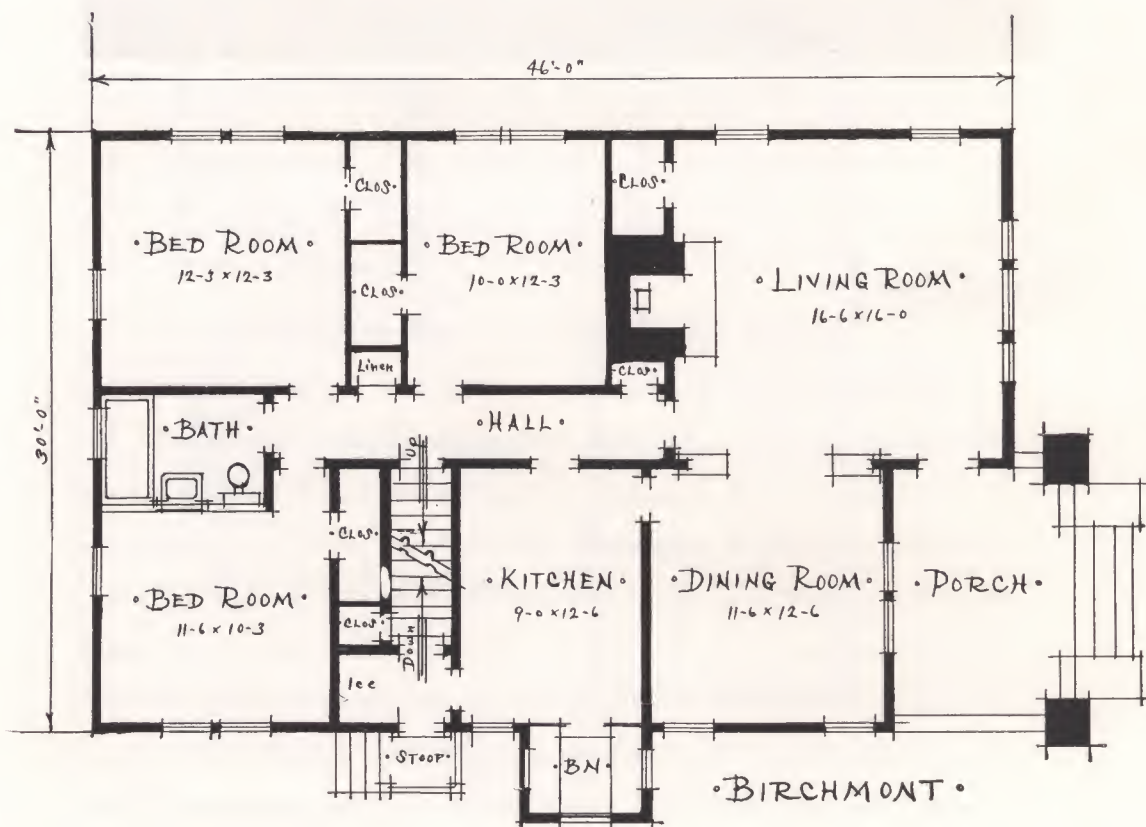 46'-0"
30'-0"
•CLOS•
•CLOS•
•BED ROOM•
12-3 x 12-3
•BED ROOM•
10-0 x 12-3
•LIVING ROOM•
16-6 x 16-0
•CLOS•
Linen
•CLOS•
•BATH•
•HALL•
Up
•CLOS•
•BED ROOM•
11-6 x 10-3
•KITCHEN•
9-0 x 12-6
•DINING ROOM•
11-6 x 12-6
•PORCH•
•CLOS•
Down
Ice
•STOOP•
•BN•
•BIRCHMONT•